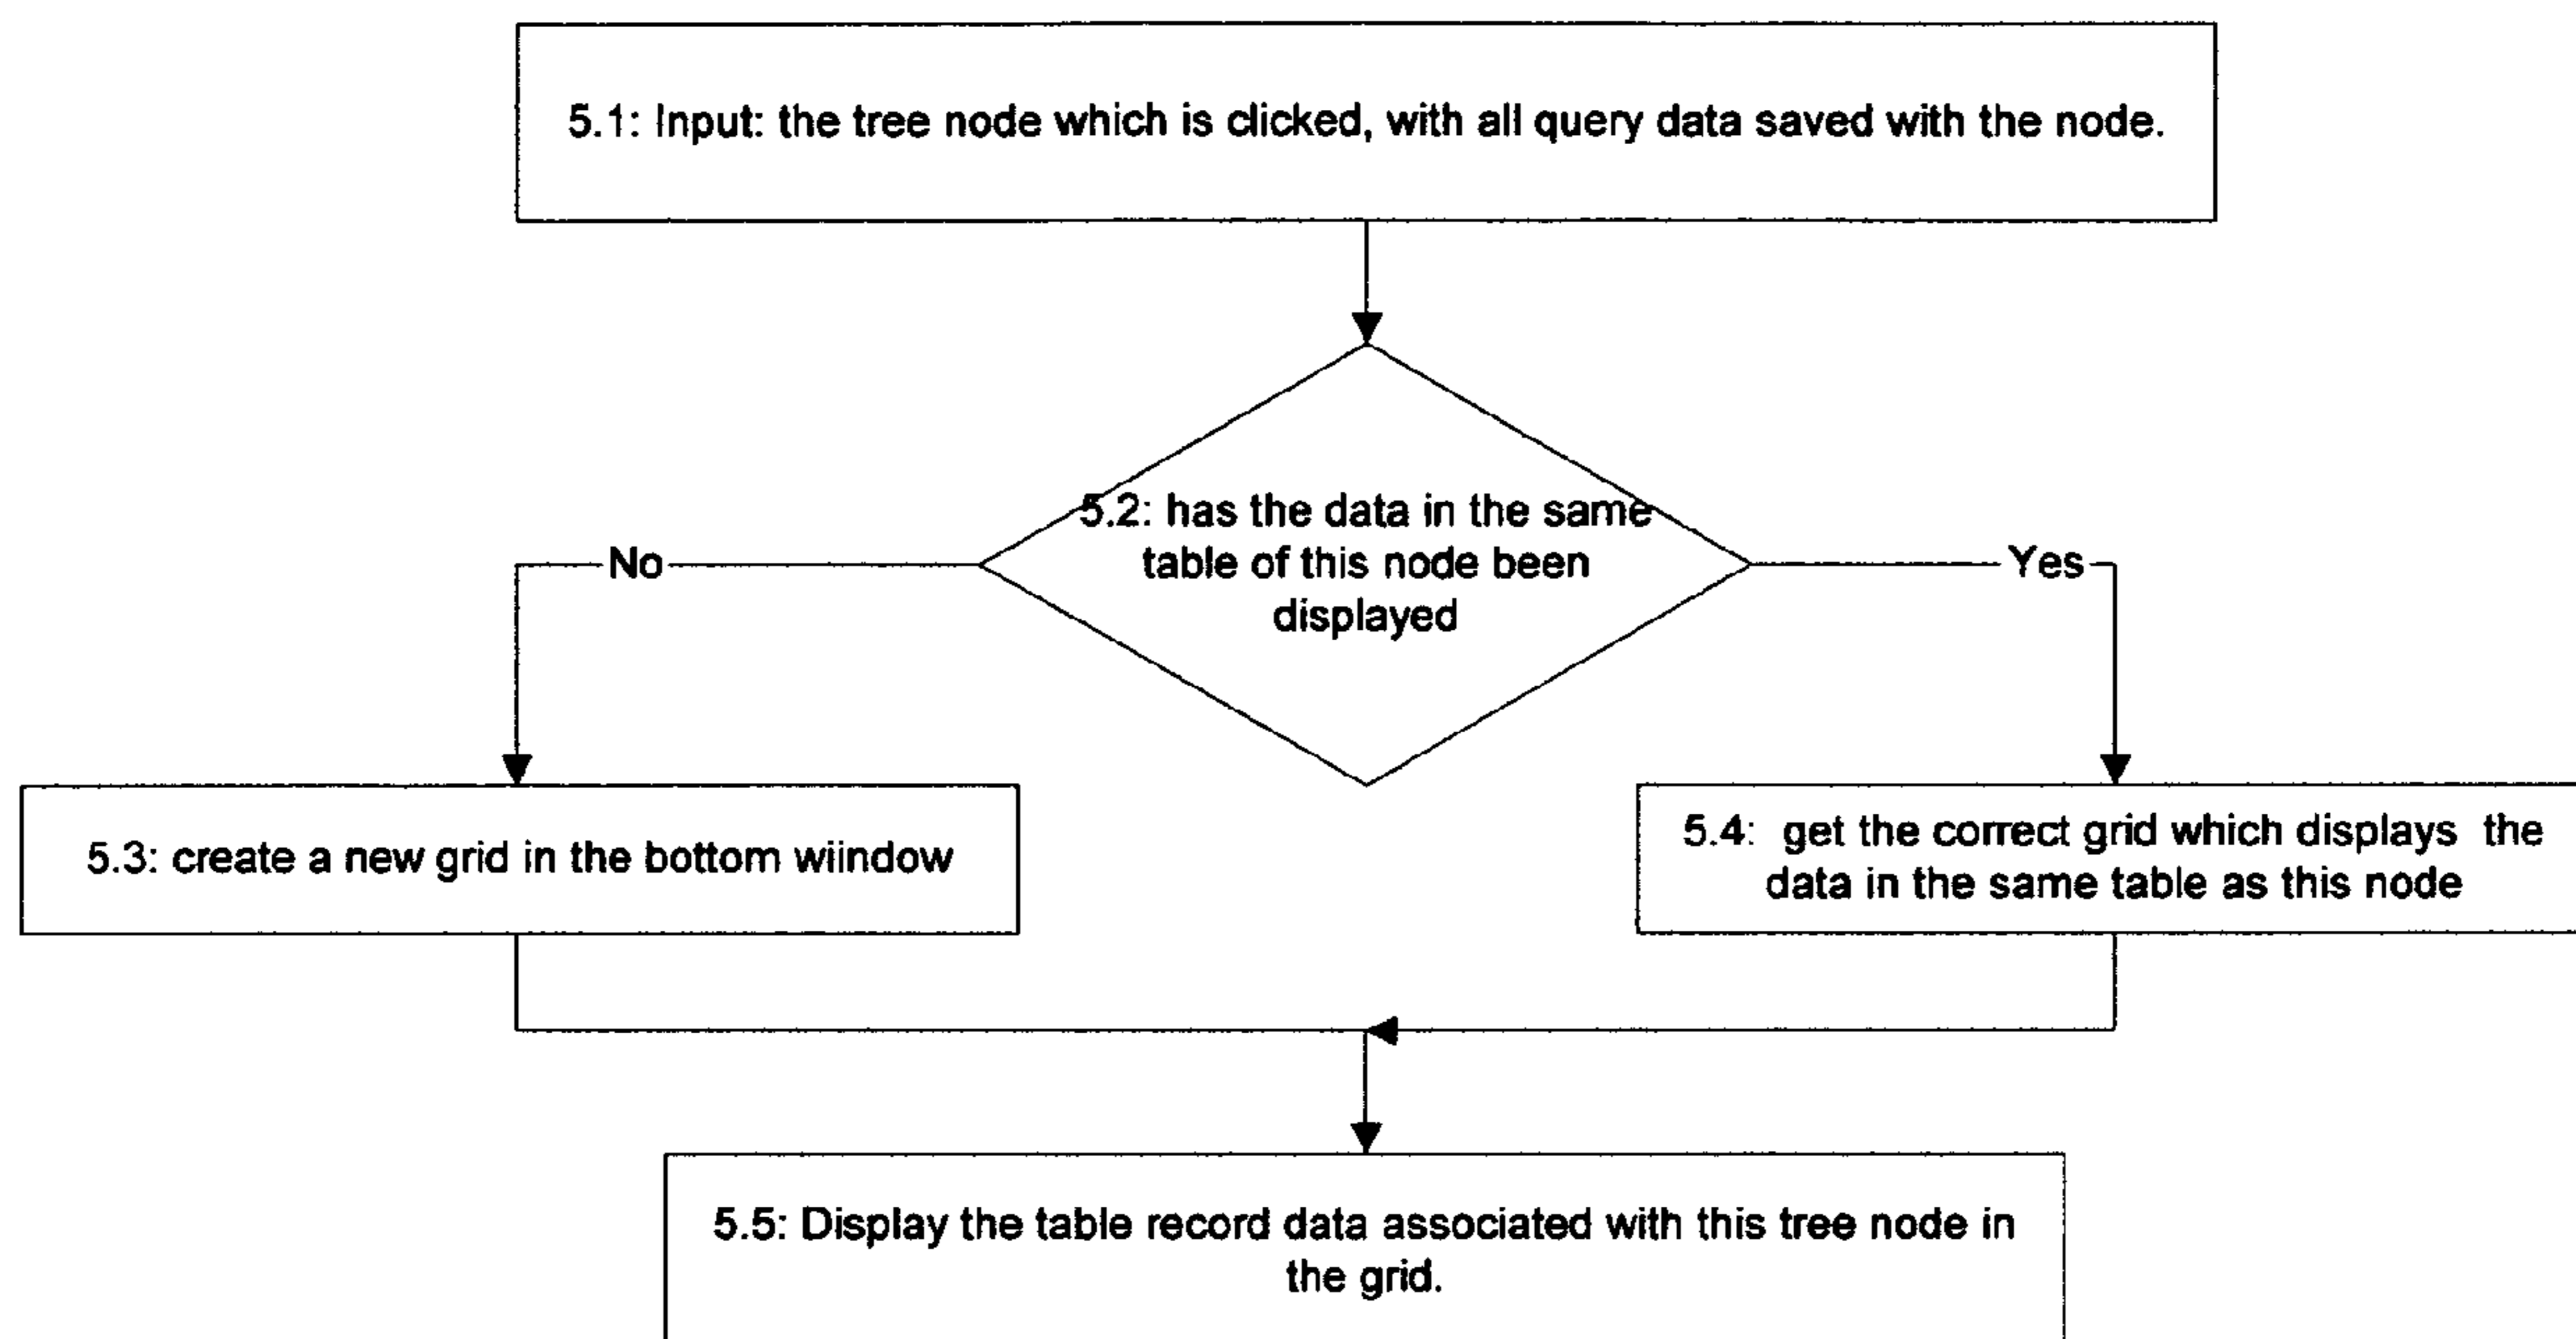 5.1: Input: the tree node which is clicked, with all query data saved with the node.
5.2: has the data in the same
table of this node been
displayed
No
Yes
5.3: create a new grid in the bottom wiindow
5.4:  get the correct grid which displays  the
data in the same table as this node
5.5: Display the table record data associated with this tree node in
the grid.